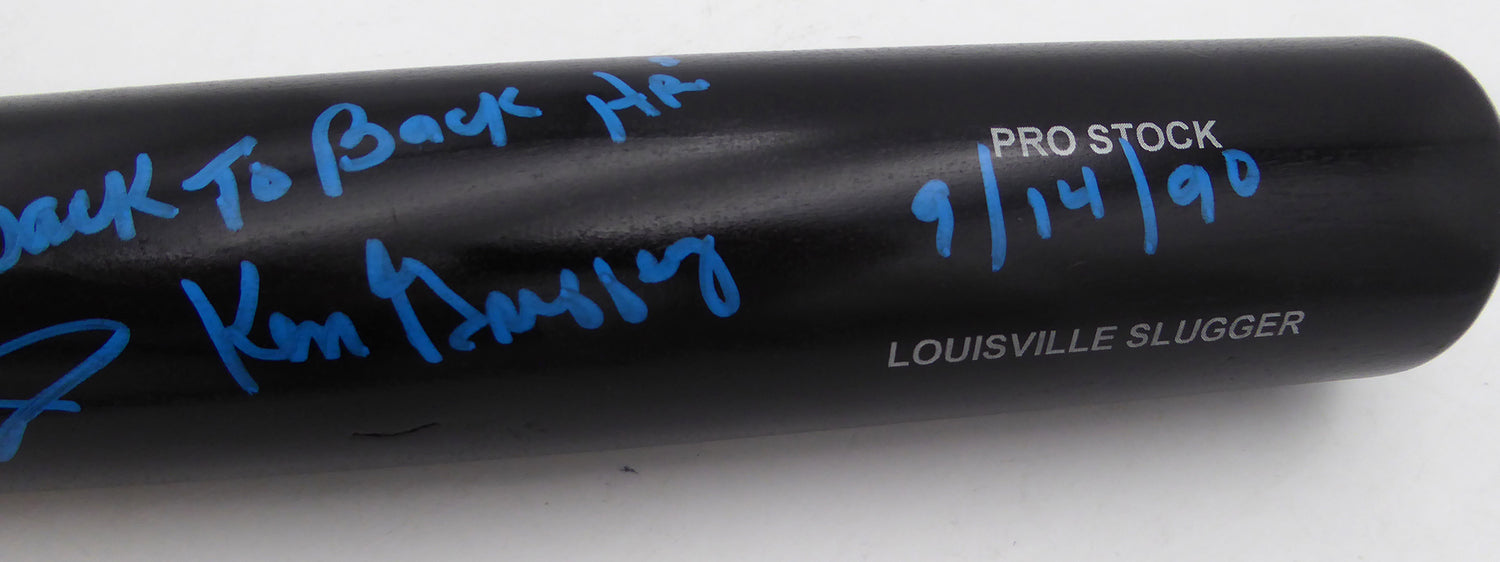 Back To Back HR'
Ken Griffey
PRO STOCK
9/14/90
LOUISVILLE SLUGGER